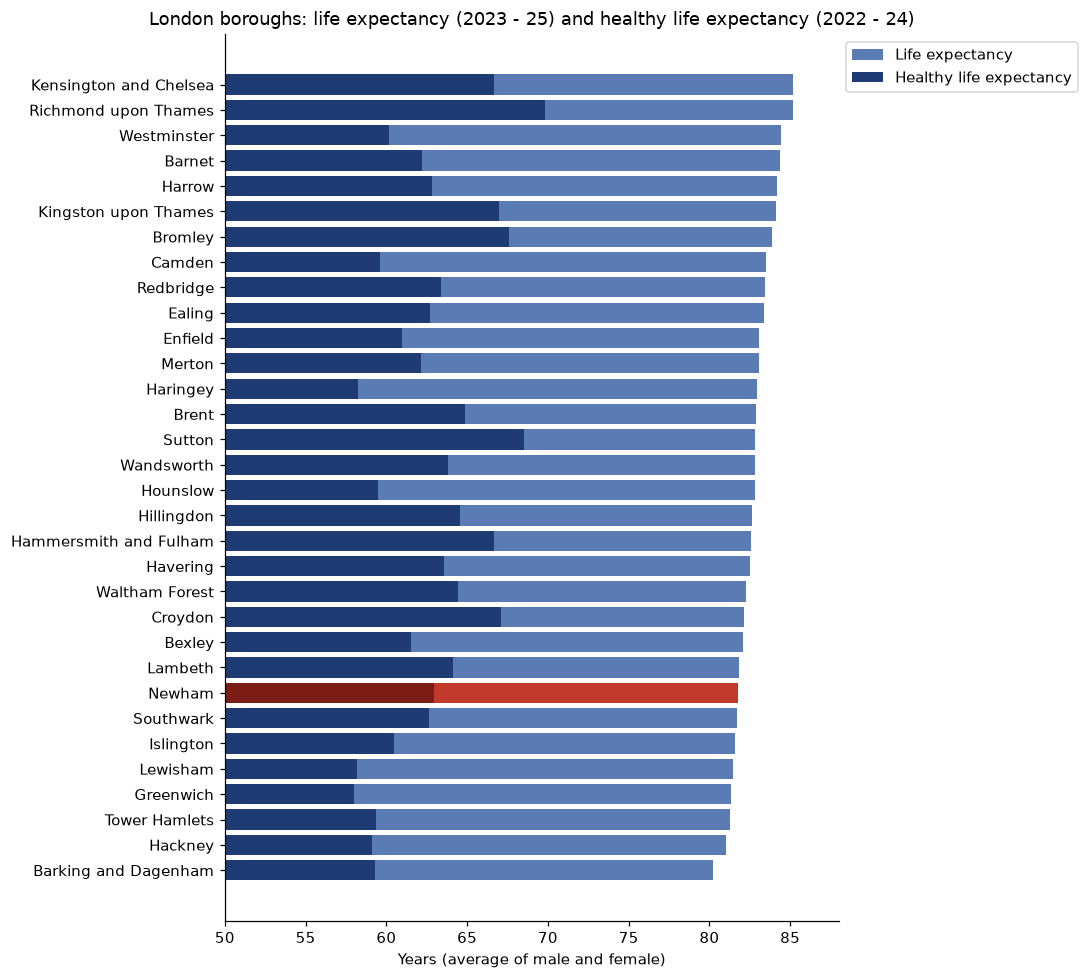 London boroughs: life expectancy (2023 - 25) and healthy life expectancy (2022 - 24)
Life expectancy
Healthy life expectancy
Kensington and Chelsea
Richmond upon Thames
Westminster
Barnet
Harrow
Kingston upon Thames
Bromley
Camden
Redbridge
Ealing
Enfield
Merton
Haringey
Brent
Sutton
Wandsworth
Hounslow
Hillingdon
Hammersmith and Fulham
Havering
Waltham Forest
Croydon
Bexley
Lambeth
Newham
Southwark
Islington
Lewisham
Greenwich
Tower Hamlets
Hackney
Barking and Dagenham
50 55 60 65 70 75 80 85
Years (average of male and female)